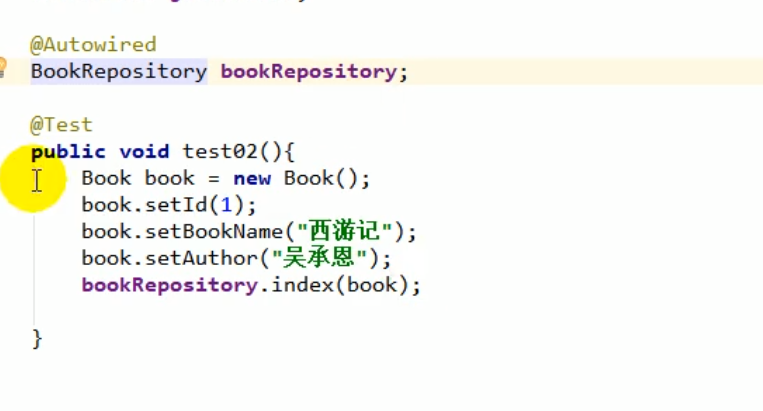 @Autowired
BookRepository bookRepository;
@Test
public void test02(){
Book book = new Book();
book.setId(1);
book.setBookName("西游记");
book.setAuthor("吴承恩");
bookRepository.index(book);
}